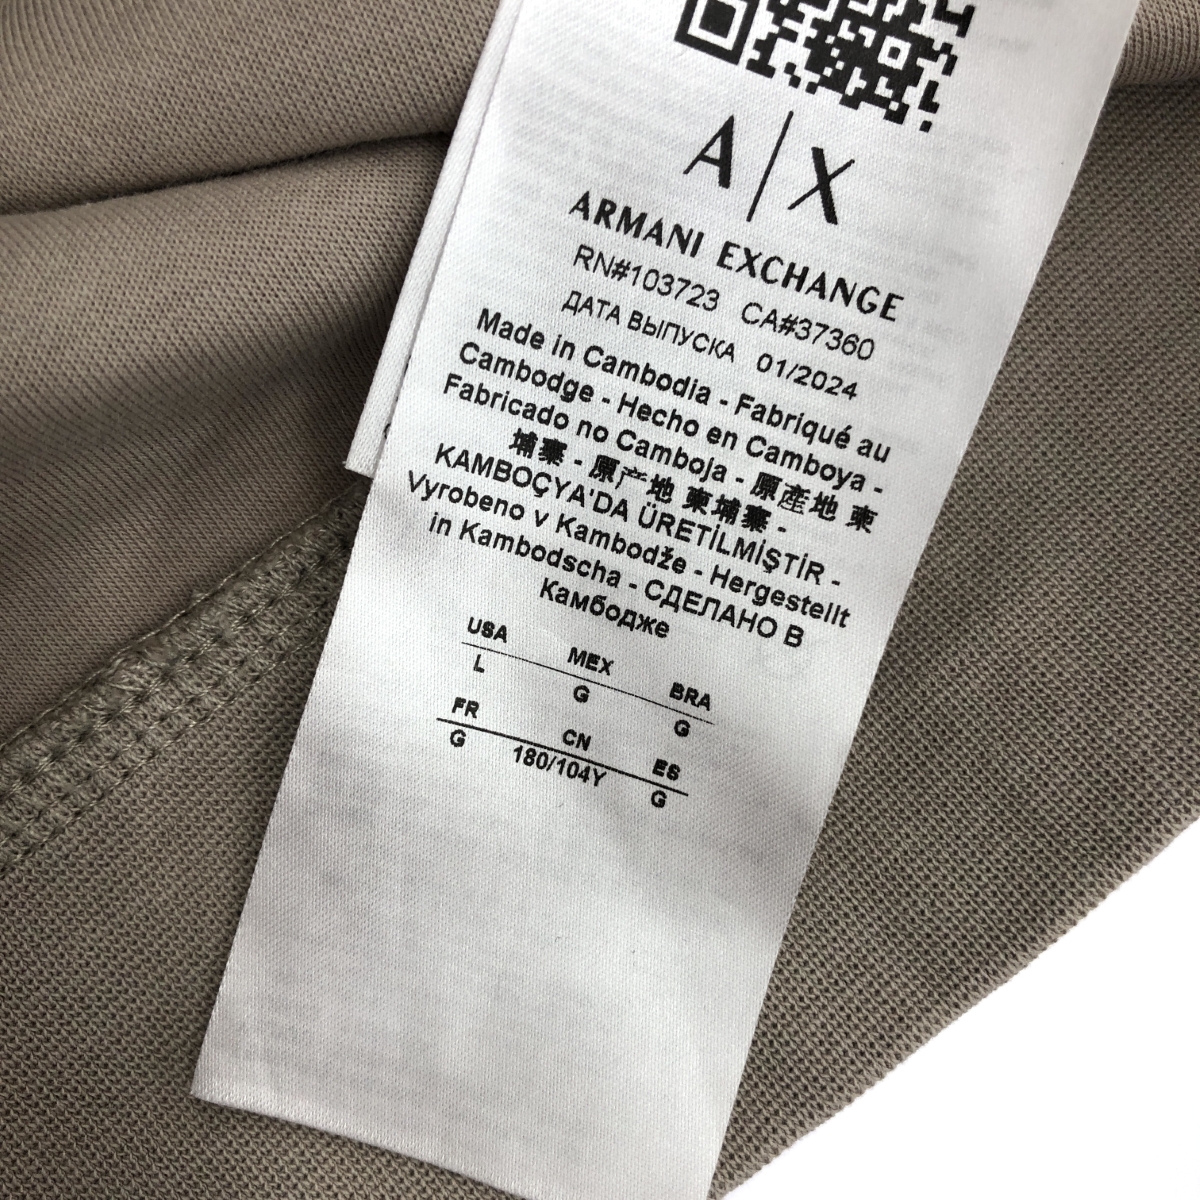 A|X
ARMANI EXCHANGE
RN#103723 CA#37360
ДАТА ВЫПУСКА 01/2024
Made in Cambodia - Fabriqué au
Cambodge - Hecho en Camboya -
Fabricado no Camboja - 原產地 柬
埔寨 - 原产地 柬埔寨 -
KAMBOÇYA'DA ÜRETİLMİŞTİR -
Vyrobeno v Kambodže - Hergestellt
in Kambodscha - СДЕЛАНО В
Камбодже
USA MEX BRA
L G G
FR CN ES
G 180/104Y G